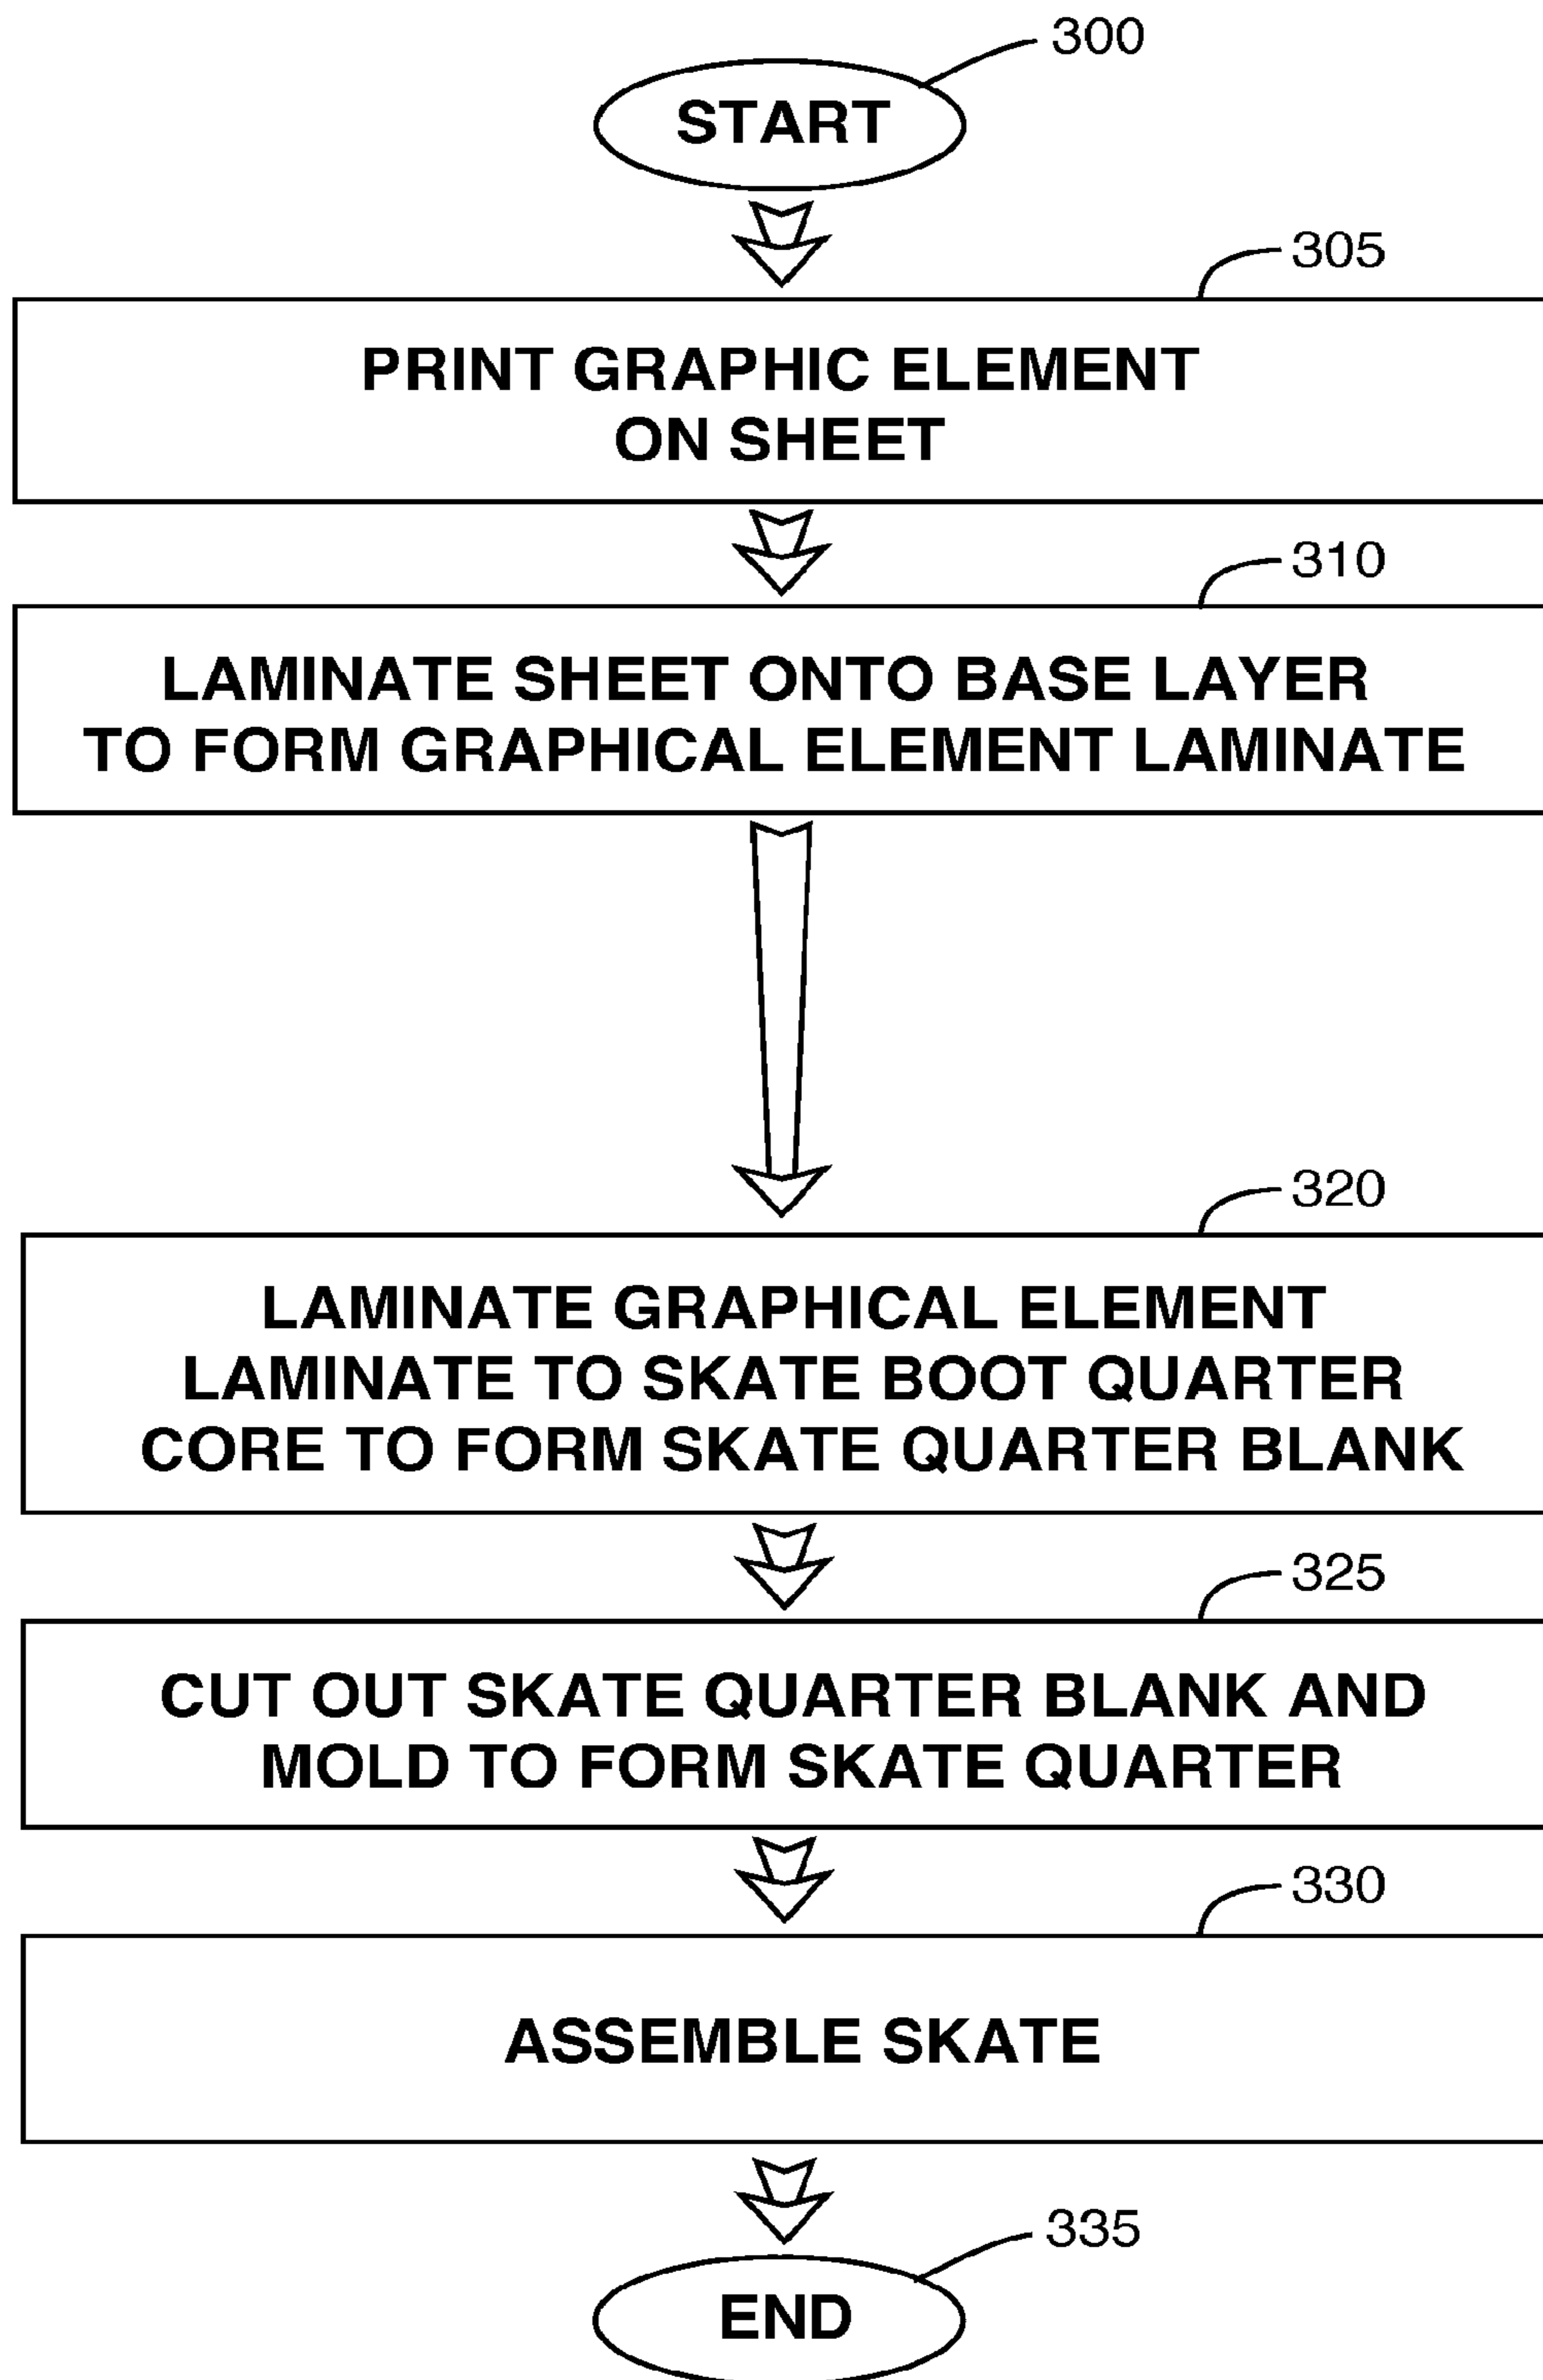 300
START
305
PRINT GRAPHIC ELEMENT
ON SHEET
310
LAMINATE SHEET ONTO BASE LAYER
TO FORM GRAPHICAL ELEMENT LAMINATE
320
LAMINATE GRAPHICAL ELEMENT
LAMINATE TO SKATE BOOT QUARTER
CORE TO FORM SKATE QUARTER BLANK
325
CUT OUT SKATE QUARTER BLANK AND
MOLD TO FORM SKATE QUARTER
330
ASSEMBLE SKATE
335
END